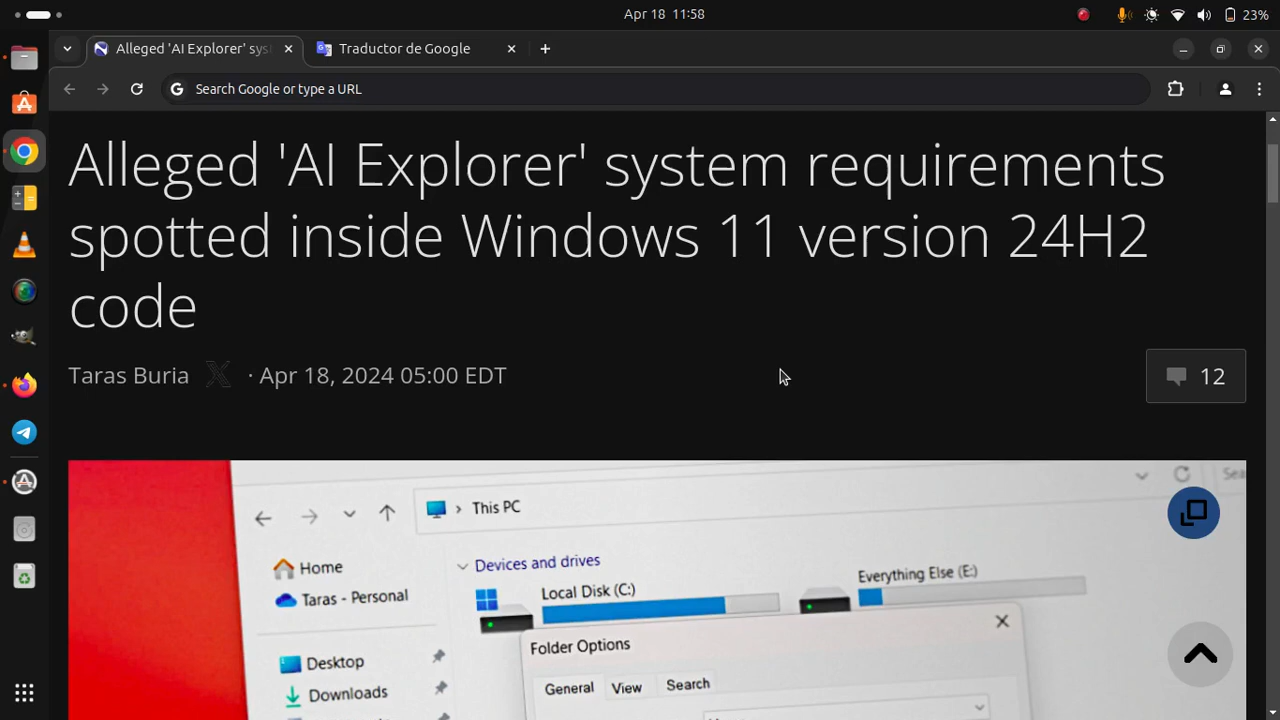 Apr 18 11:58
23%
Alleged 'AI Explorer' sys
Traductor de Google
Search Google or type a URL
Alleged 'AI Explorer' system requirements
spotted inside Windows 11 version 24H2
code
Taras Buria X · Apr 18, 2024 05:00 EDT
12
This PC
Sea
Home
Taras - Personal
Desktop
Downloads
Devices and drives
Local Disk (C:)
Everything Else (E:)
Folder Options
General View Search